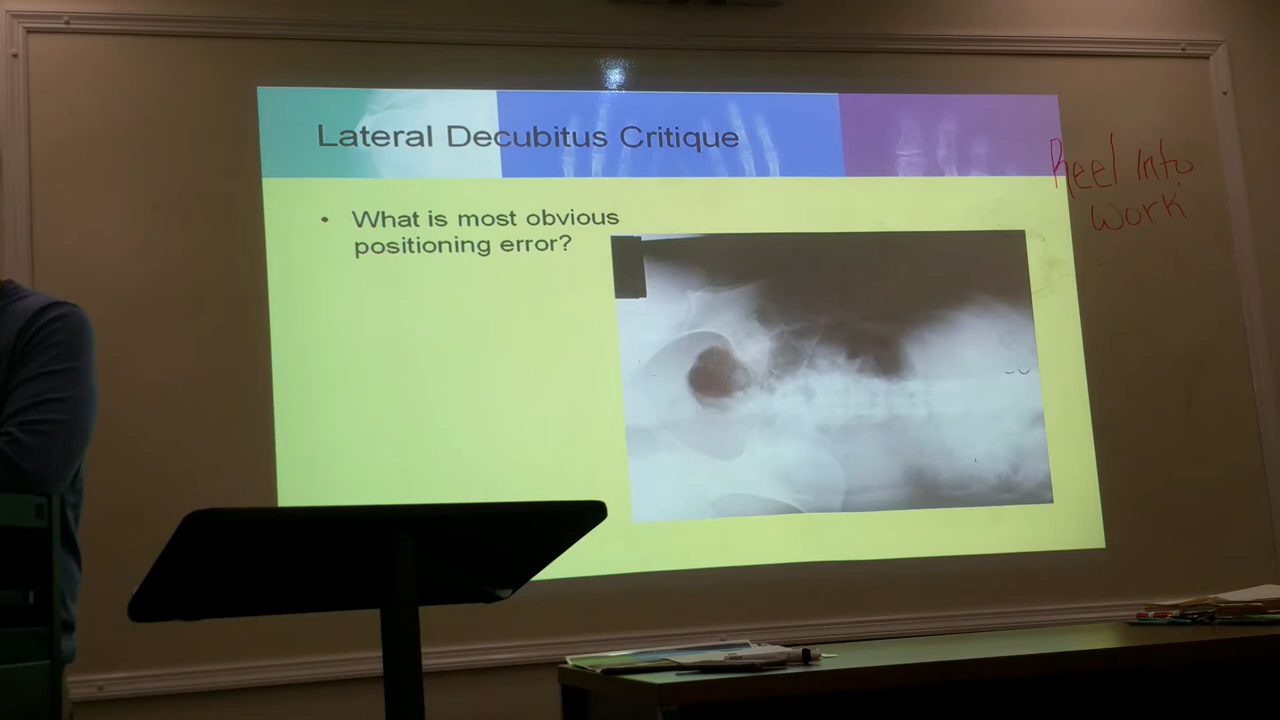 Lateral Decubitus Critique
• What is most obvious
positioning error?
Reel into
work